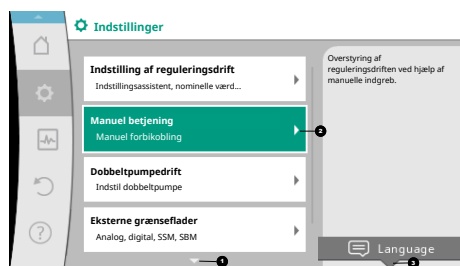 Indstillinger
Indstilling af reguleringsdrift
Indstillingsassistent, nominelle værd...
Manuel betjening
Manuel forbikobling
2
Dobbeltpumpedrift
Indstil dobbeltpumpe
Eksterne grænseflader
Analog, digital, SSM, SBM
1
Overstyring af
reguleringsdriften ved hjælp af
manuelle indgreb.
Language
3